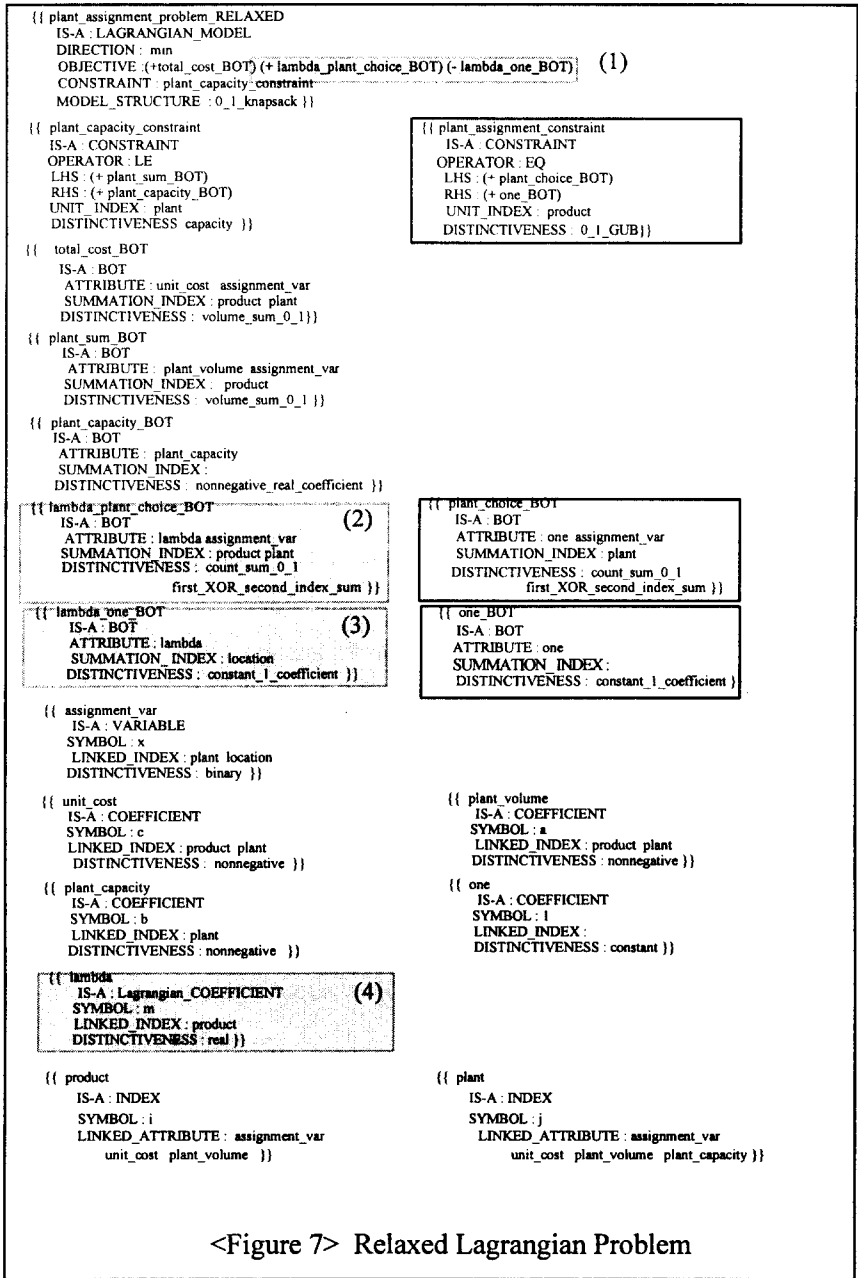 {{ plant_assignment_problem_RELAXED
IS-A : LAGRANGIAN_MODEL
DIRECTION : min
OBJECTIVE :(+total_cost_BOT) (+ lambda_plant_choice_BOT) (- lambda_one_BOT) (1)
CONSTRAINT : plant_capacity_constraint
MODEL_STRUCTURE : 0_1_knapsack }}
{{ plant_capacity_constraint
IS-A : CONSTRAINT
OPERATOR : LE
LHS : (+ plant_sum_BOT)
RHS : (+ plant_capacity_BOT)
UNIT_INDEX : plant
DISTINCTIVENESS capacity }}
{{ plant_assignment_constraint
IS-A : CONSTRAINT
OPERATOR : EQ
LHS : (+ plant_choice_BOT)
RHS : (+ one_BOT)
UNIT_INDEX : product
DISTINCTIVENESS : 0_1_GUB}}
{{ total_cost_BOT
IS-A : BOT
ATTRIBUTE : unit_cost assignment_var
SUMMATION_INDEX : product plant
DISTINCTIVENESS : volume_sum_0_1}}
{{ plant_sum_BOT
IS-A : BOT
ATTRIBUTE : plant_volume assignment_var
SUMMATION_INDEX : product
DISTINCTIVENESS : volume_sum_0_1 }}
{{ plant_capacity_BOT
IS-A : BOT
ATTRIBUTE : plant_capacity
SUMMATION_INDEX :
DISTINCTIVENESS : nonnegative_real_coefficient }}
{{ lambda_plant_choice_BOT (2)
IS-A : BOT
ATTRIBUTE : lambda assignment_var
SUMMATION_INDEX : product plant
DISTINCTIVENESS : count_sum_0_1
first_XOR_second_index_sum }}
{{ plant_choice_BOT
IS-A : BOT
ATTRIBUTE : one assignment_var
SUMMATION_INDEX : plant
DISTINCTIVENESS : count_sum_0_1
first_XOR_second_index_sum }}
{{ lambda_one_BOT (3)
IS-A : BOT
ATTRIBUTE : lambda
SUMMATION_INDEX : location
DISTINCTIVENESS : constant_1_coefficient }}
{{ one_BOT
IS-A : BOT
ATTRIBUTE : one
SUMMATION_INDEX :
DISTINCTIVENESS : constant_1_coefficient }
{{ assignment_var
IS-A : VARIABLE
SYMBOL : x
LINKED_INDEX : plant location
DISTINCTIVENESS : binary }}
{{ unit_cost
IS-A : COEFFICIENT
SYMBOL : c
LINKED_INDEX : product plant
DISTINCTIVENESS : nonnegative }}
{{ plant_volume
IS-A : COEFFICIENT
SYMBOL : a
LINKED_INDEX : product plant
DISTINCTIVENESS : nonnegative }}
{{ plant_capacity
IS-A : COEFFICIENT
SYMBOL : b
LINKED_INDEX : plant
DISTINCTIVENESS : nonnegative }}
{{ one
IS-A : COEFFICIENT
SYMBOL : 1
LINKED_INDEX :
DISTINCTIVENESS : constant }}
{{ lambda (4)
IS-A : Lagrangian_COEFFICIENT
SYMBOL : m
LINKED_INDEX : product
DISTINCTIVENESS : real }}
{{ product
IS-A : INDEX
SYMBOL : i
LINKED_ATTRIBUTE : assignment_var
unit_cost plant_volume }}
{{ plant
IS-A : INDEX
SYMBOL : j
LINKED_ATTRIBUTE : assignment_var
unit_cost plant_volume plant_capacity }}
<Figure 7> Relaxed Lagrangian Problem